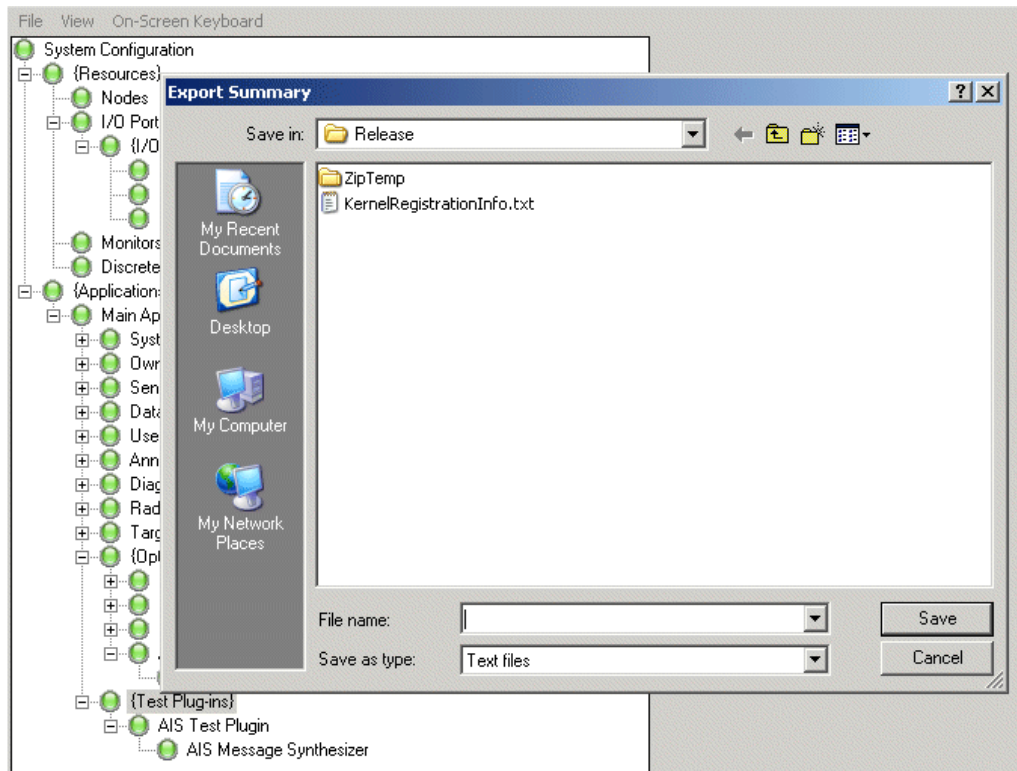 File View On-Screen Keyboard
System Configuration
{Resources}
Nodes
I/O Port
{I/O
Monitors
Discrete
{Application
Main Ap
Syst
Own
Sen
Data
Use
Ann
Diag
Rad
Targ
{Opt
{Test Plug-ins}
AIS Test Plugin
AIS Message Synthesizer
Export Summary
Save in: Release
My Recent
Documents
Desktop
My Computer
My Network
Places
ZipTemp
KernelRegistrationInfo.txt
File name:
Save
Save as type: Text files
Cancel